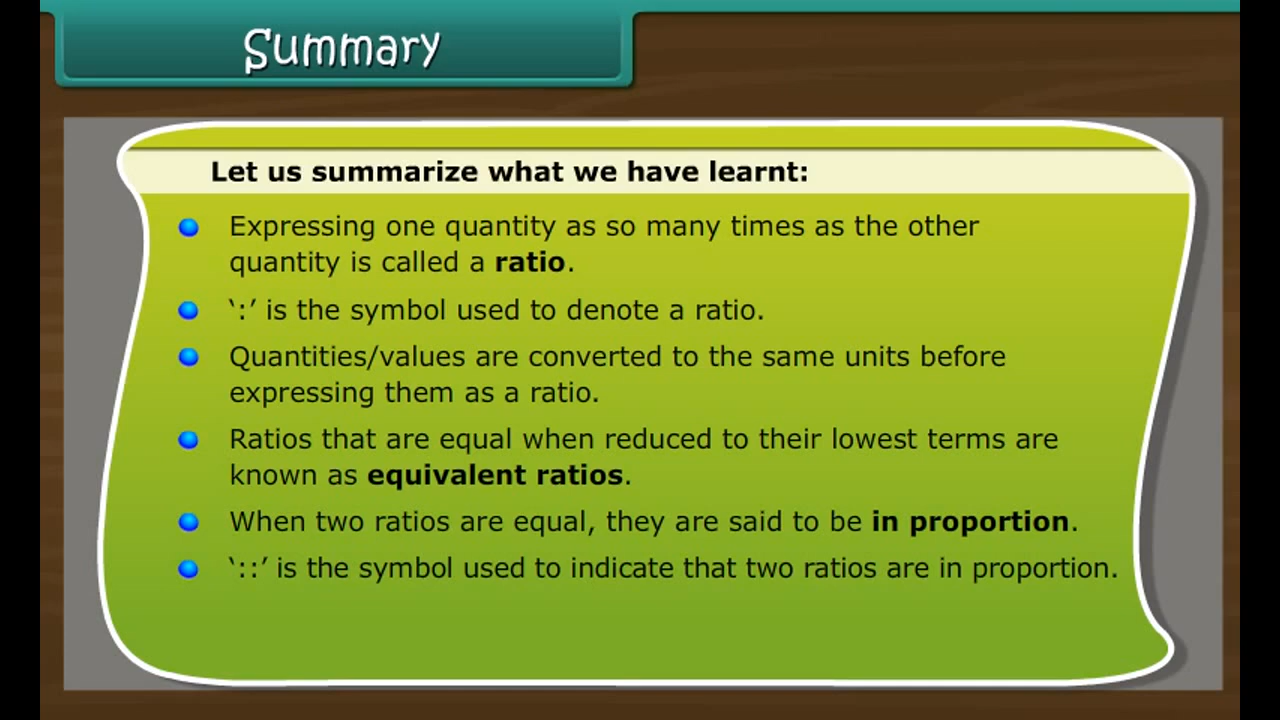 Summary
Let us summarize what we have learnt:
Expressing one quantity as so many times as the other
quantity is called a ratio.
‘:’ is the symbol used to denote a ratio.
Quantities/values are converted to the same units before
expressing them as a ratio.
Ratios that are equal when reduced to their lowest terms are
known as equivalent ratios.
When two ratios are equal, they are said to be in proportion.
‘::’ is the symbol used to indicate that two ratios are in proportion.